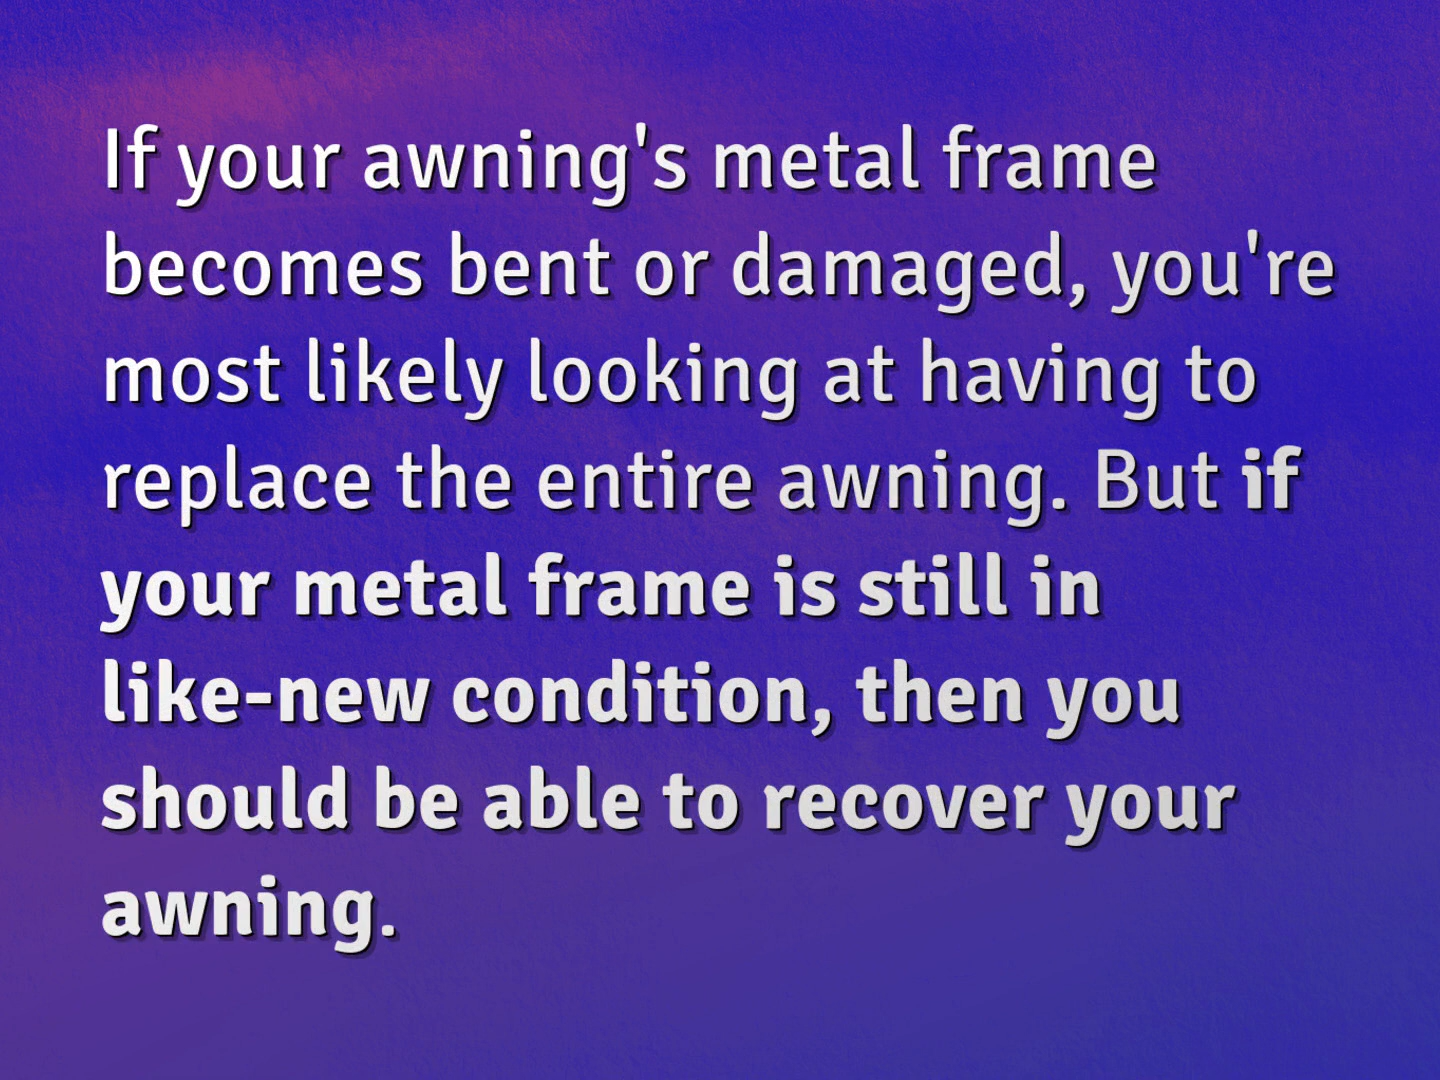 If your awning's metal frame
becomes bent or damaged, you're
most likely looking at having to
replace the entire awning. But if
your metal frame is still in
like-new condition, then you
should be able to recover your
awning.